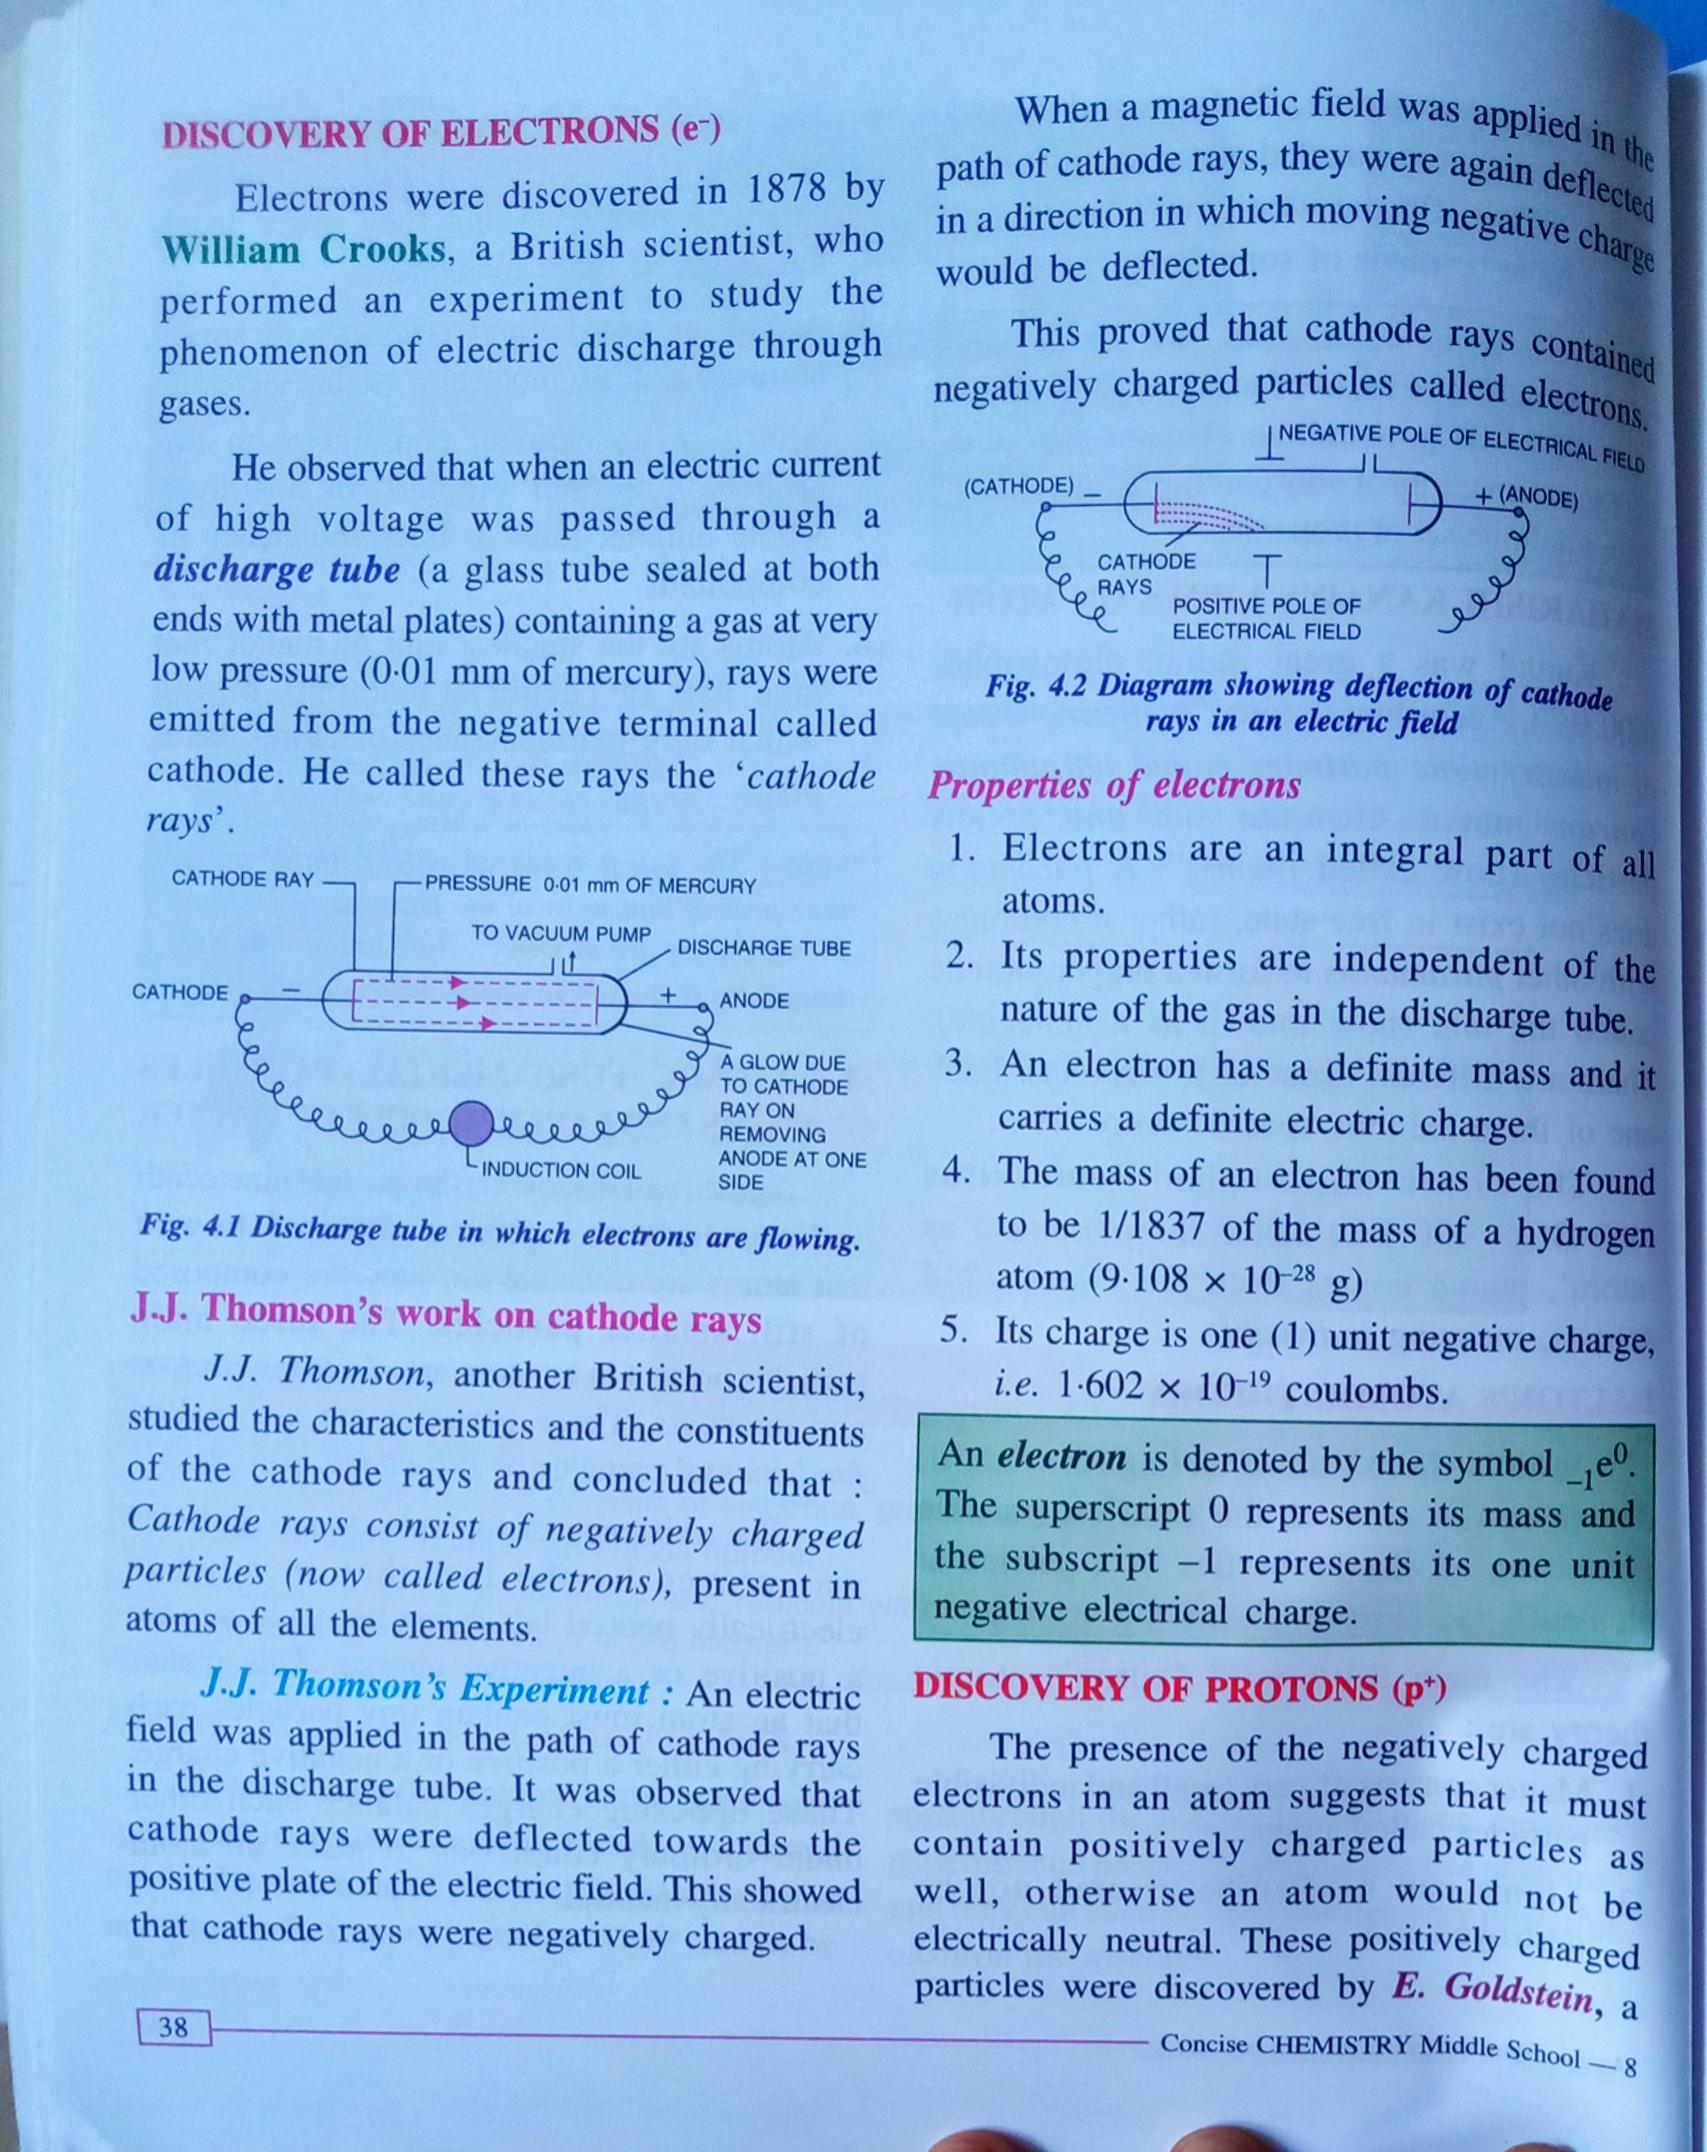 DISCOVERY OF ELECTRONS (e⁻)
Electrons were discovered in 1878 by
William Crooks, a British scientist, who
performed an experiment to study the
phenomenon of electric discharge through
gases.
He observed that when an electric current
of high voltage was passed through a
discharge tube (a glass tube sealed at both
ends with metal plates) containing a gas at very
low pressure (0·01 mm of mercury), rays were
emitted from the negative terminal called
cathode. He called these rays the ‘cathode
rays’.
CATHODE RAY
PRESSURE 0·01 mm OF MERCURY
TO VACUUM PUMP
DISCHARGE TUBE
CATHODE
−
+
ANODE
A GLOW DUE
TO CATHODE
RAY ON
REMOVING
ANODE AT ONE
SIDE
INDUCTION COIL
Fig. 4.1 Discharge tube in which electrons are flowing.
J.J. Thomson’s work on cathode rays
J.J. Thomson, another British scientist,
studied the characteristics and the constituents
of the cathode rays and concluded that :
Cathode rays consist of negatively charged
particles (now called electrons), present in
atoms of all the elements.
J.J. Thomson’s Experiment : An electric
field was applied in the path of cathode rays
in the discharge tube. It was observed that
cathode rays were deflected towards the
positive plate of the electric field. This showed
that cathode rays were negatively charged.
When a magnetic field was applied in the
path of cathode rays, they were again deflected
in a direction in which moving negative charge
would be deflected.
This proved that cathode rays contained
negatively charged particles called electrons.
NEGATIVE POLE OF ELECTRICAL FIELD
(CATHODE) −
+ (ANODE)
CATHODE
RAYS
POSITIVE POLE OF
ELECTRICAL FIELD
Fig. 4.2 Diagram showing deflection of cathode
rays in an electric field
Properties of electrons
1. Electrons are an integral part of all
atoms.
2. Its properties are independent of the
nature of the gas in the discharge tube.
3. An electron has a definite mass and it
carries a definite electric charge.
4. The mass of an electron has been found
to be 1/1837 of the mass of a hydrogen
atom (9·108 × 10⁻²⁸ g)
5. Its charge is one (1) unit negative charge,
i.e. 1·602 × 10⁻¹⁹ coulombs.
An electron is denoted by the symbol ₋₁e⁰.
The superscript 0 represents its mass and
the subscript –1 represents its one unit
negative electrical charge.
DISCOVERY OF PROTONS (p⁺)
The presence of the negatively charged
electrons in an atom suggests that it must
contain positively charged particles as
well, otherwise an atom would not be
electrically neutral. These positively charged
particles were discovered by E. Goldstein, a
38
Concise CHEMISTRY Middle School — 8